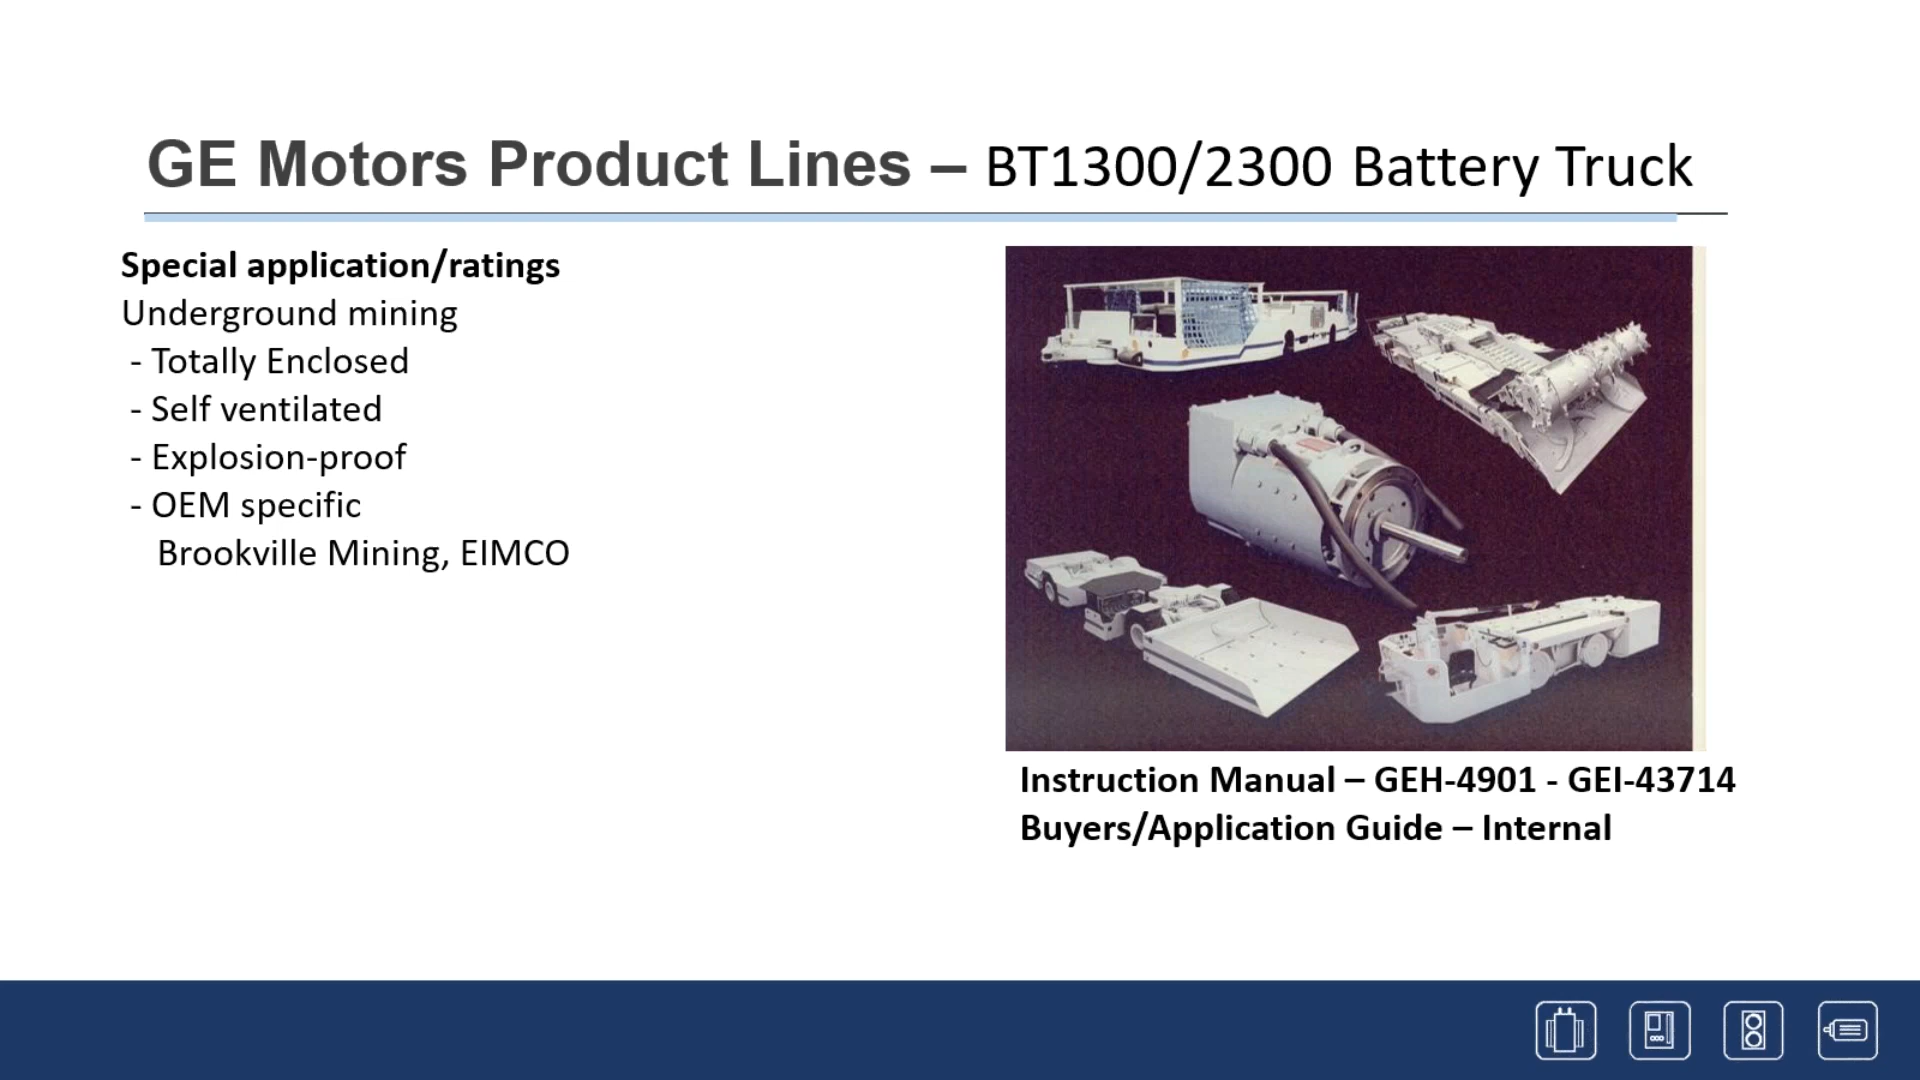 GE Motors Product Lines – BT1300/2300 Battery Truck
Special application/ratings
Underground mining
- Totally Enclosed
- Self ventilated
- Explosion-proof
- OEM specific
Brookville Mining, EIMCO
Instruction Manual – GEH-4901 - GEI-43714
Buyers/Application Guide – Internal